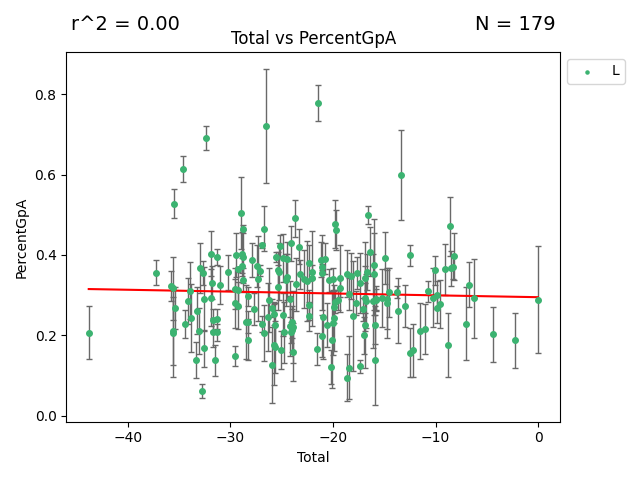 r^2 = 0.00
N = 179
Total vs PercentGpA
L
PercentGpA
0.8
0.6
0.4
0.2
0.0
−40
−30
−20
−10
0
Total